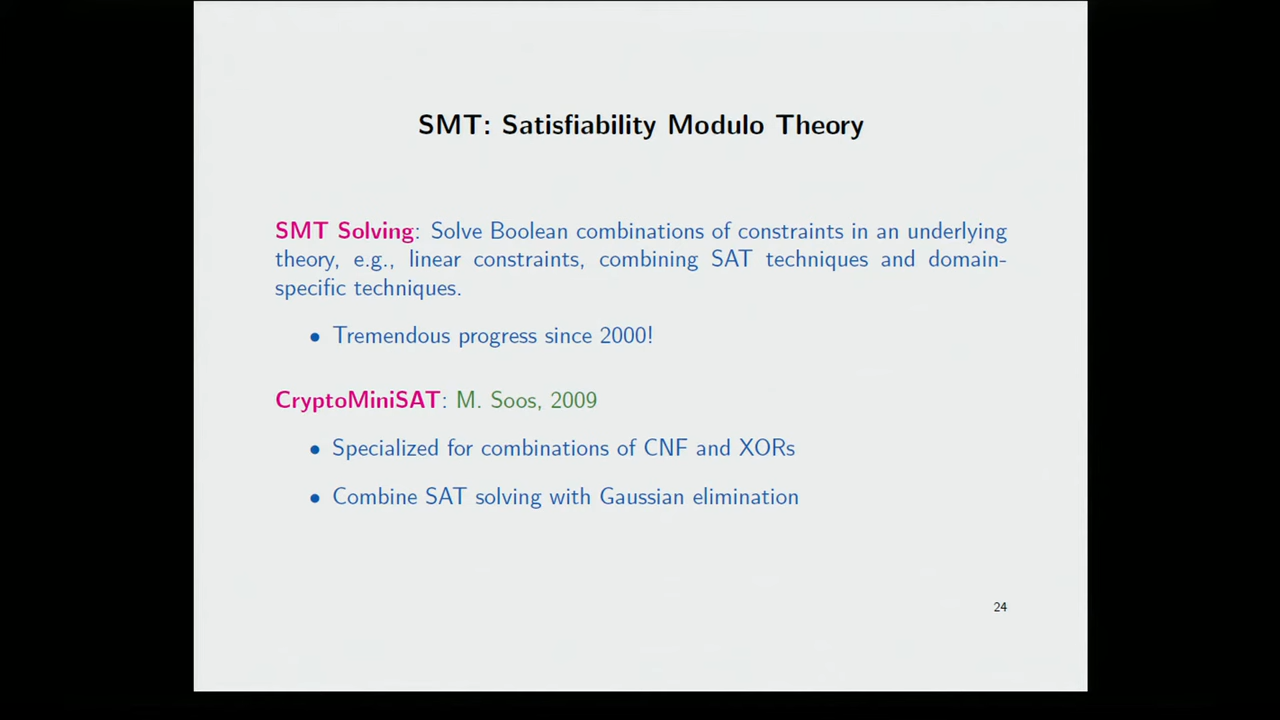 SMT: Satisfiability Modulo Theory
SMT Solving: Solve Boolean combinations of constraints in an underlying
theory, e.g., linear constraints, combining SAT techniques and domain-
specific techniques.
• Tremendous progress since 2000!
CryptoMiniSAT: M. Soos, 2009
• Specialized for combinations of CNF and XORs
• Combine SAT solving with Gaussian elimination
24